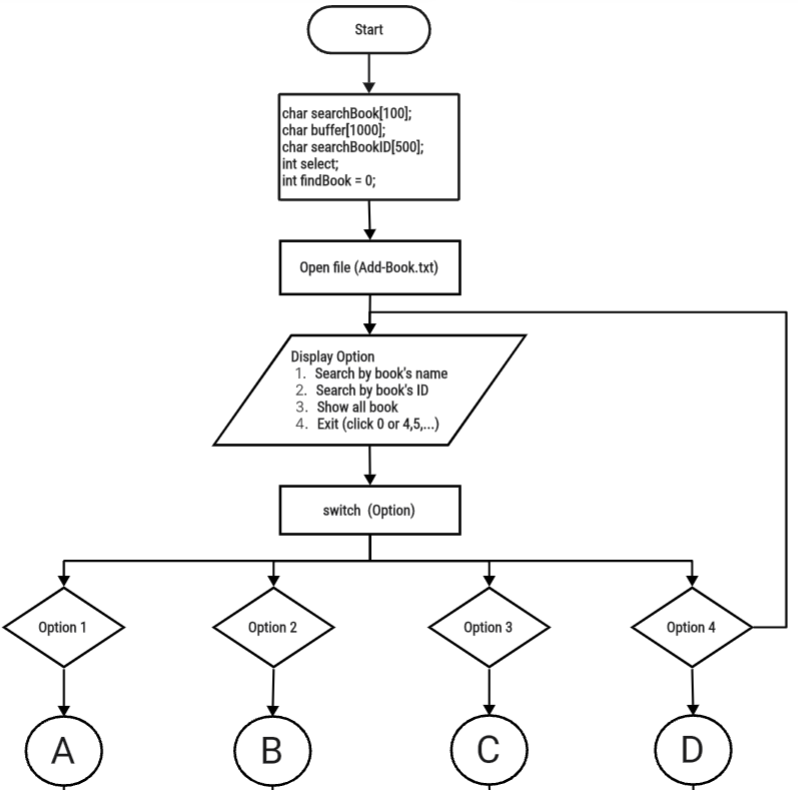 Start
char searchBook[100];
char buffer[1000];
char searchBookID[500];
int select;
int findBook = 0;
Open file (Add-Book.txt)
Display Option
1. Search by book's name
2. Search by book's ID
3. Show all book
4. Exit (click 0 or 4,5,...)
switch (Option)
Option 1
Option 2
Option 3
Option 4
A
B
C
D